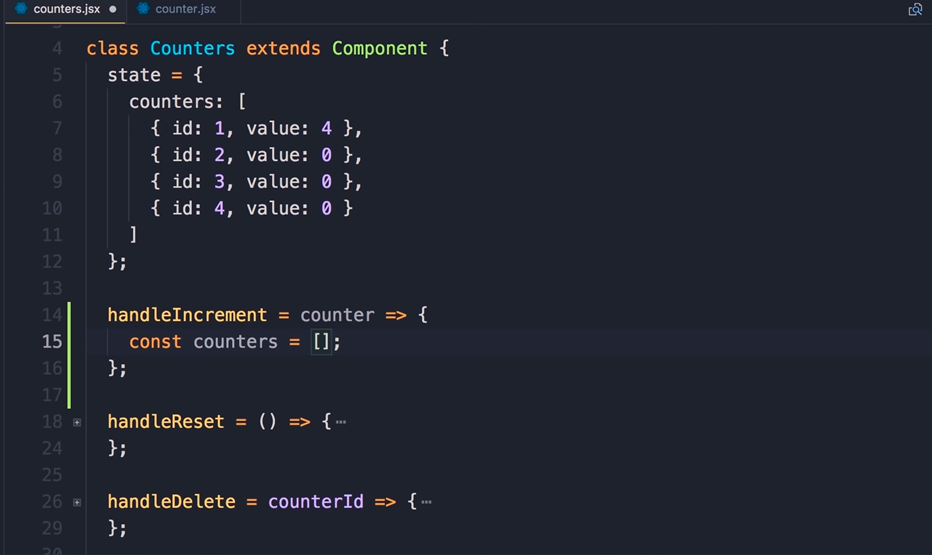 counters.jsx ● counter.jsx
3
4 class Counters extends Component {
5 state = {
6 counters: [
7 { id: 1, value: 4 },
8 { id: 2, value: 0 },
9 { id: 3, value: 0 },
10 { id: 4, value: 0 }
11 ]
12 };
13
14 handleIncrement = counter => {
15 const counters = [];
16 };
17
18 handleReset = () => {⋯
24 };
25
26 handleDelete = counterId => {⋯
29 };
30